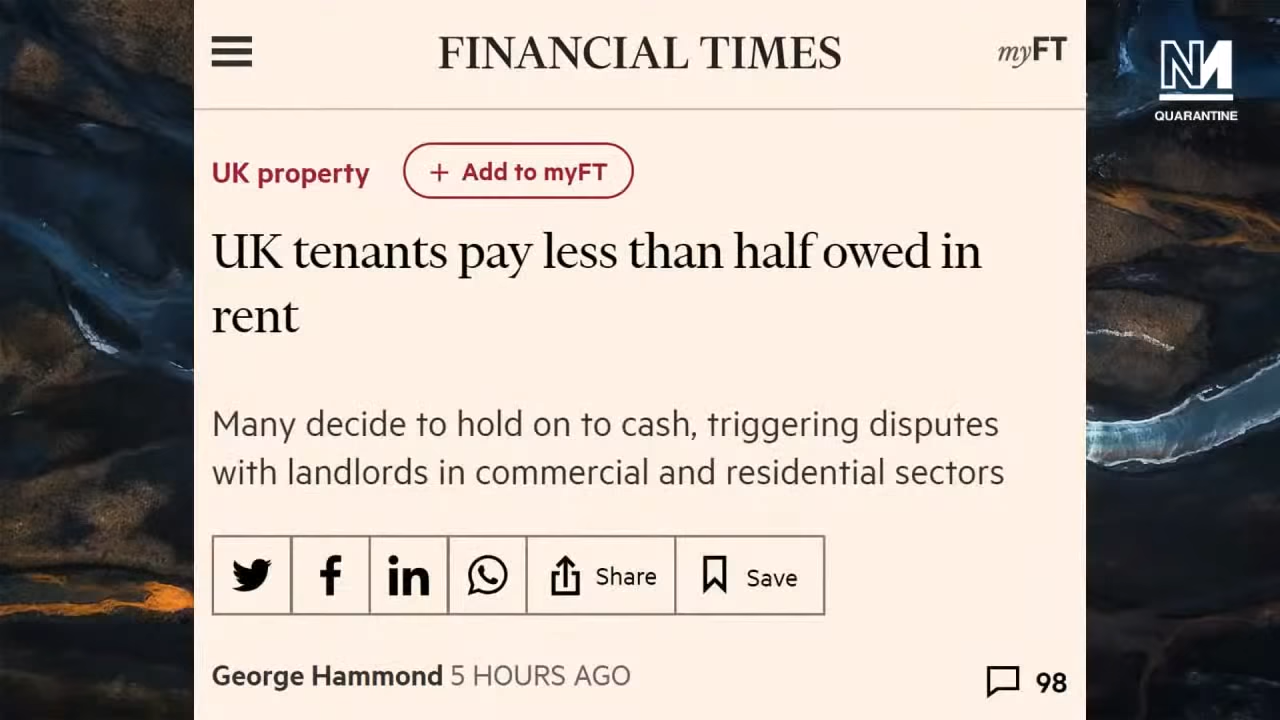 FINANCIAL TIMES
myFT
NM
QUARANTINE
UK property
+ Add to myFT
UK tenants pay less than half owed in
rent
Many decide to hold on to cash, triggering disputes
with landlords in commercial and residential sectors
Share
Save
George Hammond 5 HOURS AGO
98